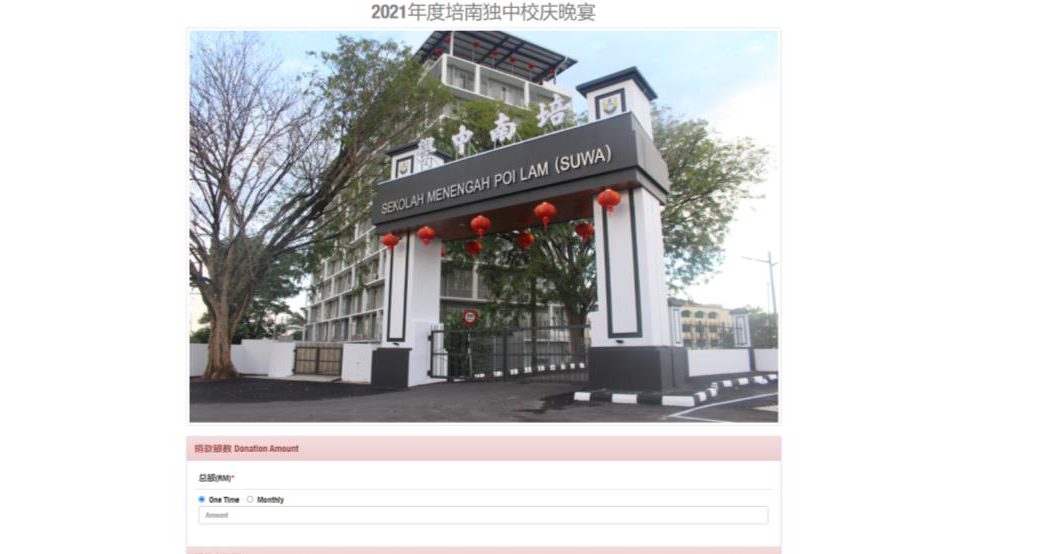 2021年度培南独中校庆晚宴
中南培
SEKOLAH MENENGAH POI LAM (SUWA)
捐款额数 Donation Amount
总额(RM)*
One Time Monthly
Amount